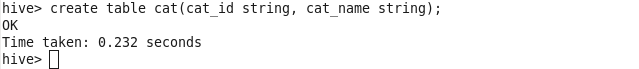 hive> create table cat(cat_id string, cat_name string);
OK
Time taken: 0.232 seconds
hive>